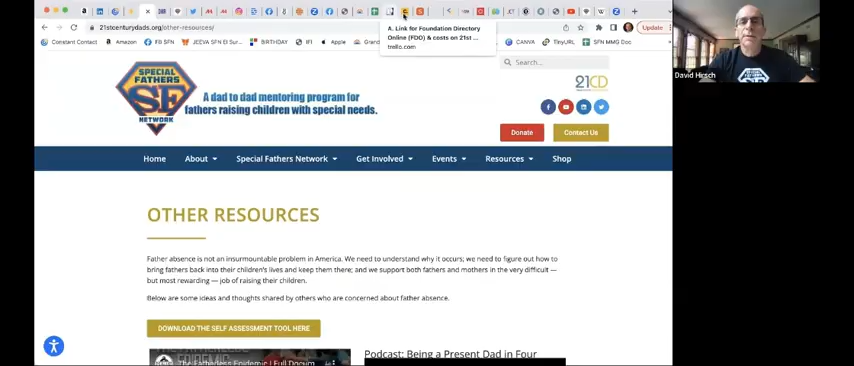 21stcenturydads.org/other-resources/
Update
Constant Contact
FB SFN
JEEVA SFN EI Sur...
BIRTHDAY
IFI
Apple
CANVA
TinyURL
SFN MMG Doc
A. Link for Foundation Directory
Online (FDO) & costs on 21st ...
trello.com
David Hirsch
SPECIAL
FATHERS
SF
NETWORK
A dad to dad mentoring program for
fathers raising children with special needs.
Search...
21CD
Donate
Contact Us
Home
About
Special Fathers Network
Get Involved
Events
Resources
Shop
OTHER RESOURCES
Father absence is not an insurmountable problem in America. We need to understand why it occurs; we need to figure out how to
bring fathers back into their children's lives and keep them there; and we support both fathers and mothers in the very difficult —
but most rewarding — job of raising their children.
Below are some ideas and thoughts shared by others who are concerned about father absence.
DOWNLOAD THE SELF ASSESSMENT TOOL HERE
The Fatherless Epidemic | Full Docum...
Podcast: Being a Present Dad in Four